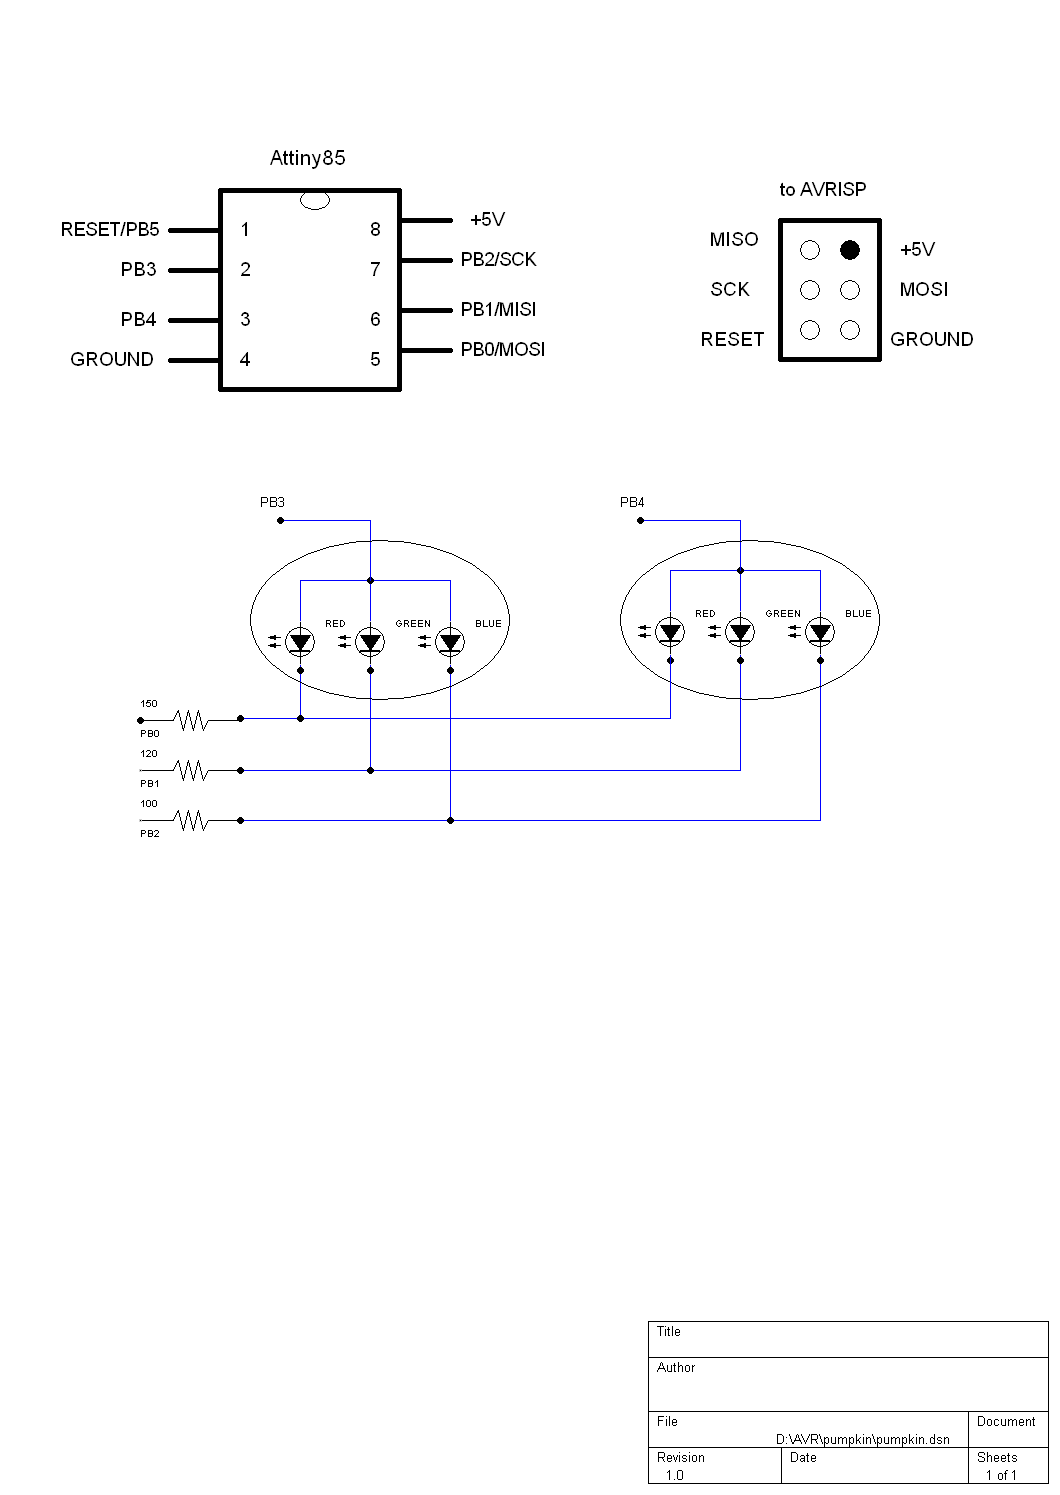 Attiny85
RESET/PB5 1 8 +5V
PB3 2 7 PB2/SCK
PB4 3 6 PB1/MISI
GROUND 4 5 PB0/MOSI
to AVRISP
MISO +5V
SCK MOSI
RESET GROUND
PB3
RED GREEN BLUE
PB4
RED GREEN BLUE
150
PB0
120
PB1
100
PB2
Title
Author
File Document
D:\AVR\pumpkin\pumpkin.dsn
Revision Date Sheets
1.0 1 of 1